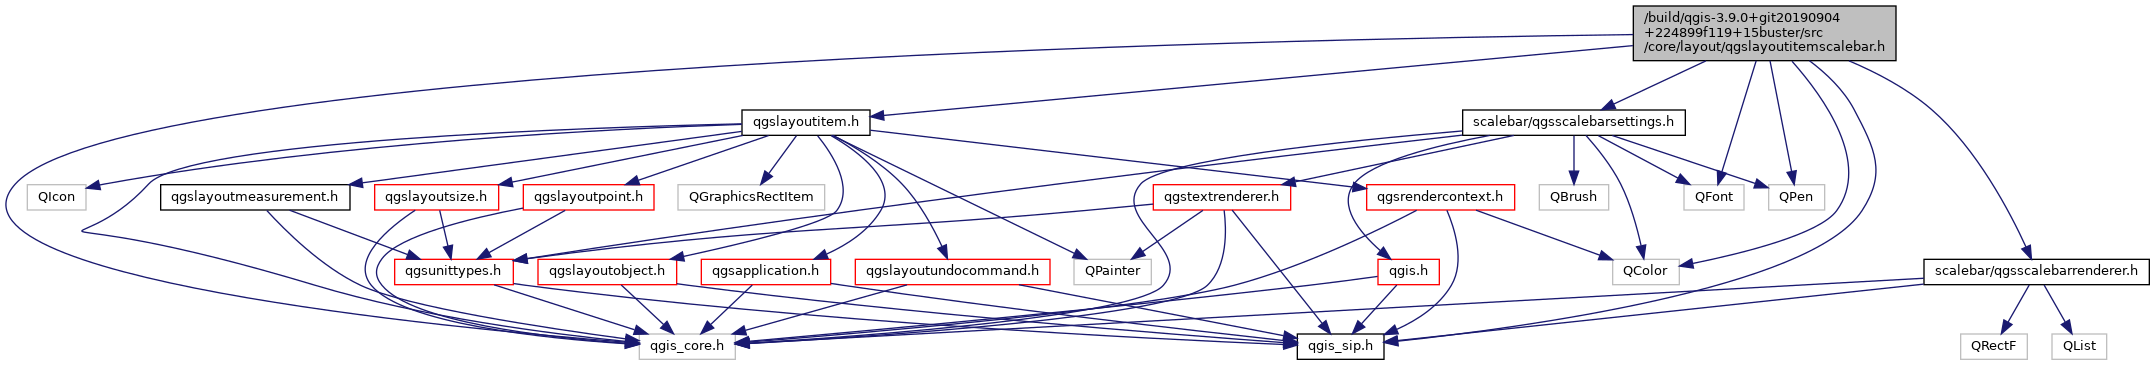 /build/qgis-3.9.0+git20190904
+224899f119+15buster/src
/core/layout/qgslayoutitemscalebar.h
qgslayoutitem.h
scalebar/qgsscalebarsettings.h
QIcon
qgslayoutmeasurement.h
qgslayoutsize.h
qgslayoutpoint.h
QGraphicsRectItem
qgstextrenderer.h
qgsrendercontext.h
QBrush
QFont
QPen
qgsunittypes.h
qgslayoutobject.h
qgsapplication.h
qgslayoutundocommand.h
QPainter
qgis.h
QColor
scalebar/qgsscalebarrenderer.h
qgis_core.h
qgis_sip.h
QRectF
QList